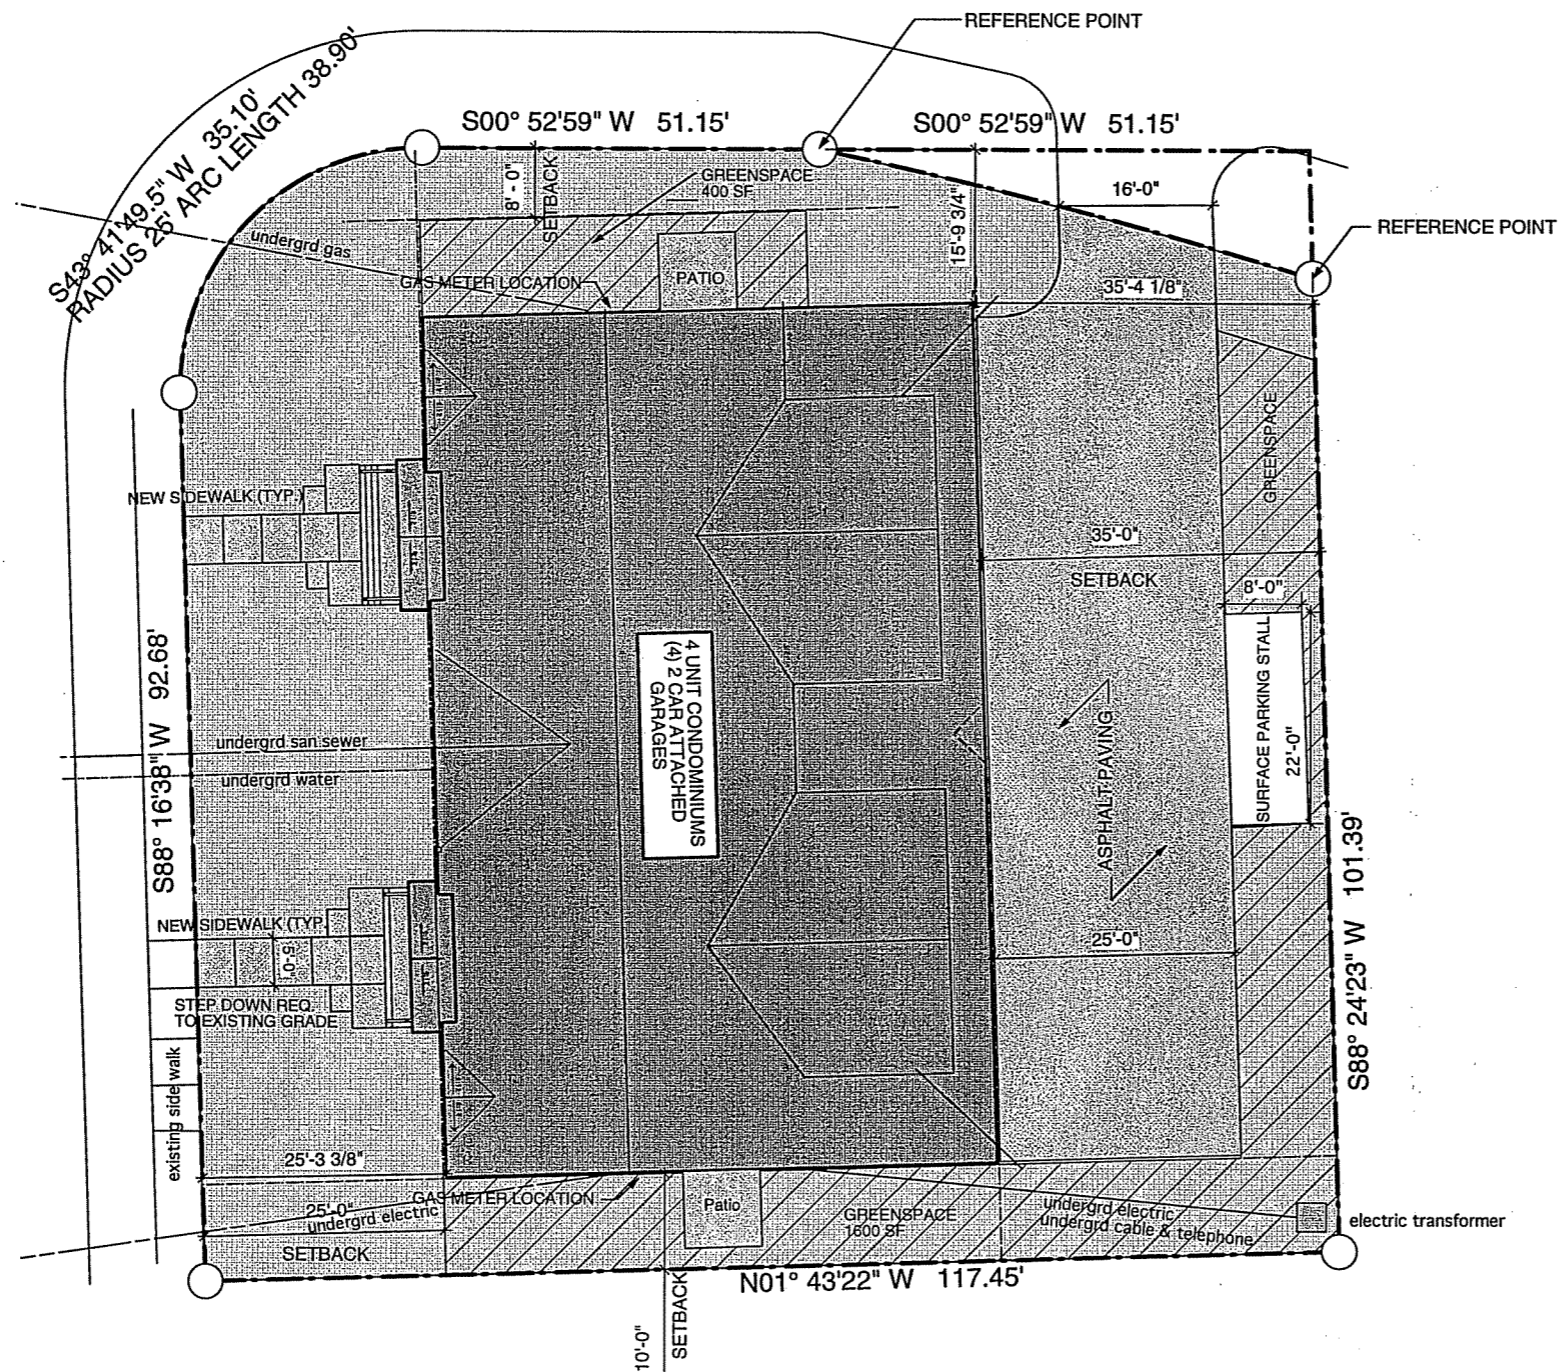 REFERENCE POINT
S43° 41'49.5" W 35.10'
RADIUS 25' ARC LENGTH 38.90'
S00° 52'59" W 51.15'
S00° 52'59" W 51.15'
8'-0"
SETBACK
GREENSPACE
400 SF
16'-0"
15'-9 3/4"
REFERENCE POINT
undergrd gas
GAS METER LOCATION
PATIO
35'-4 1/8"
GREENSPACE
NEW SIDEWALK (TYP.)
35'-0"
SETBACK
8'-0"
4 UNIT CONDOMINIUMS
(4) 2 CAR ATTACHED
GARAGES
SURFACE PARKING STALL
22'-0"
ASPHALT PAVING
undergrd san sewer
undergrd water
S88° 16'38" W 92.68'
S88° 24'23" W 101.39'
NEW SIDEWALK (TYP.
5'-0"
25'-0"
STEP DOWN REQ.
TO EXISTING GRADE
existing side walk
25'-3 3/8"
GAS METER LOCATION
Patio
25'-0"
undergrd electric
SETBACK
GREENSPACE
1600 SF
undergrd electric
undergrd cable & telephone
electric transformer
N01° 43'22" W 117.45'
10'-0"
SETBACK